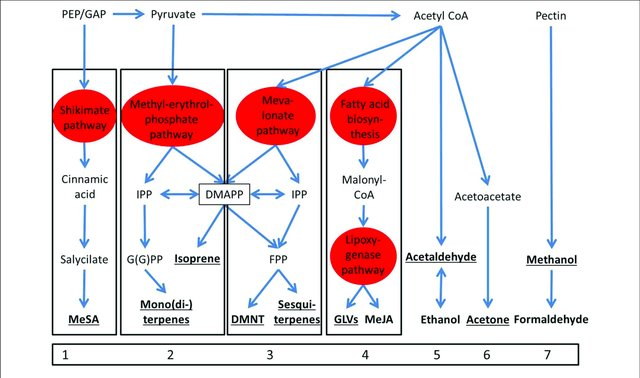 PEP/GAP Pyruvate Acetyl CoA Pectin
Shikimate
pathway
Methyl-erythrol-
phosphate pathway
Meva-
lonate
pathway
Fatty acid
biosyn-
thesis
Cinnamic
acid
IPP DMAPP IPP
Malonyl-
CoA
Acetoacetate
Salycilate
G(G)PP
Isoprene
FPP
Lipoxy-
genase
pathway
Acetaldehyde
Methanol
MeSA
Mono(di-)
terpenes
DMNT
Sesqui-
terpenes
GLVs MeJA
Ethanol
Acetone
Formaldehyde
1 2 3 4 5 6 7